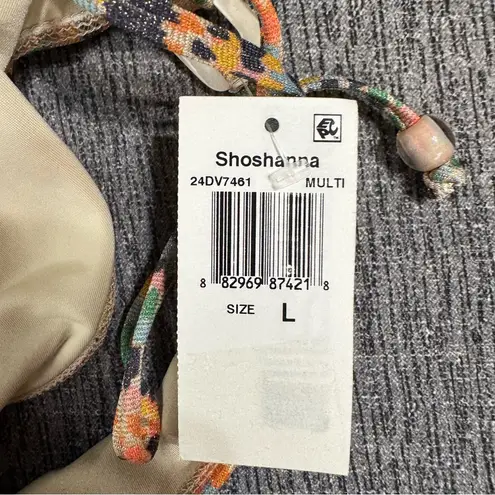 Shoshanna
24DV7461 MULTI
8 82969 87421 8
SIZE L